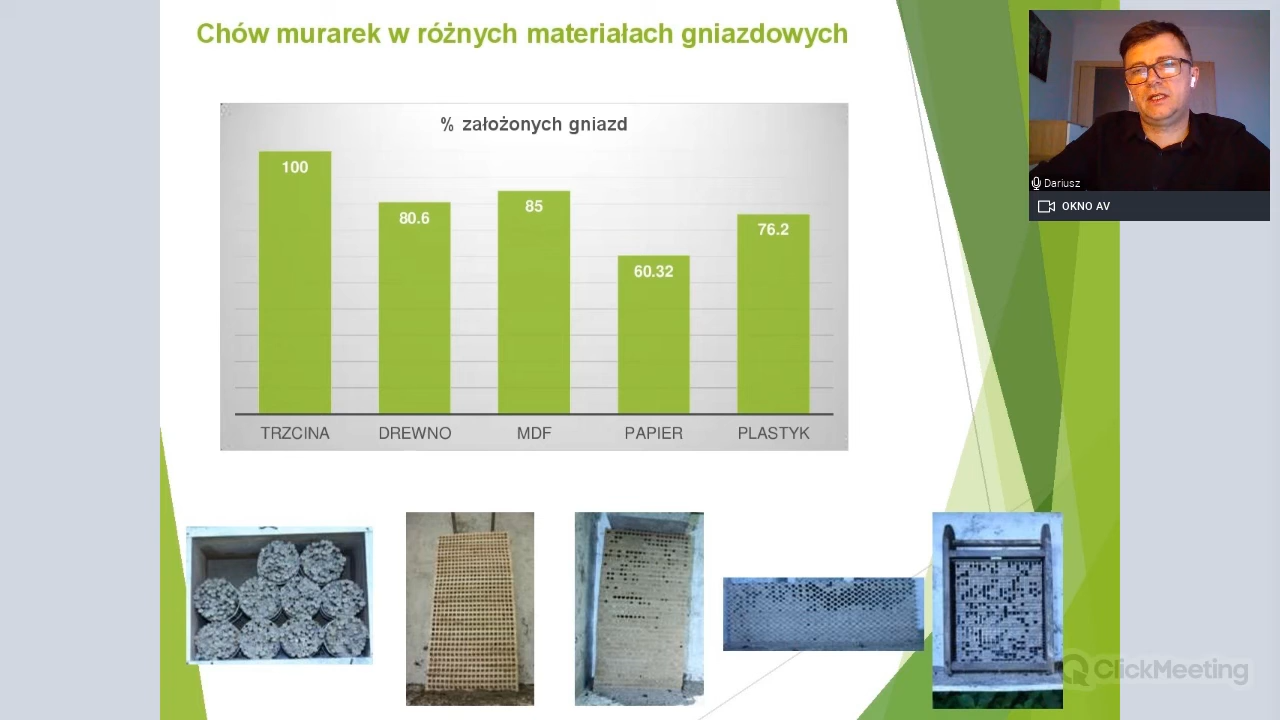 Chów murarek w różnych materiałach gniazdowych
% założonych gniazd
100
80.6
85
60.32
76.2
TRZCINA
DREWNO
MDF
PAPIER
PLASTYK
Dariusz
OKNO AV
ClickMeeting